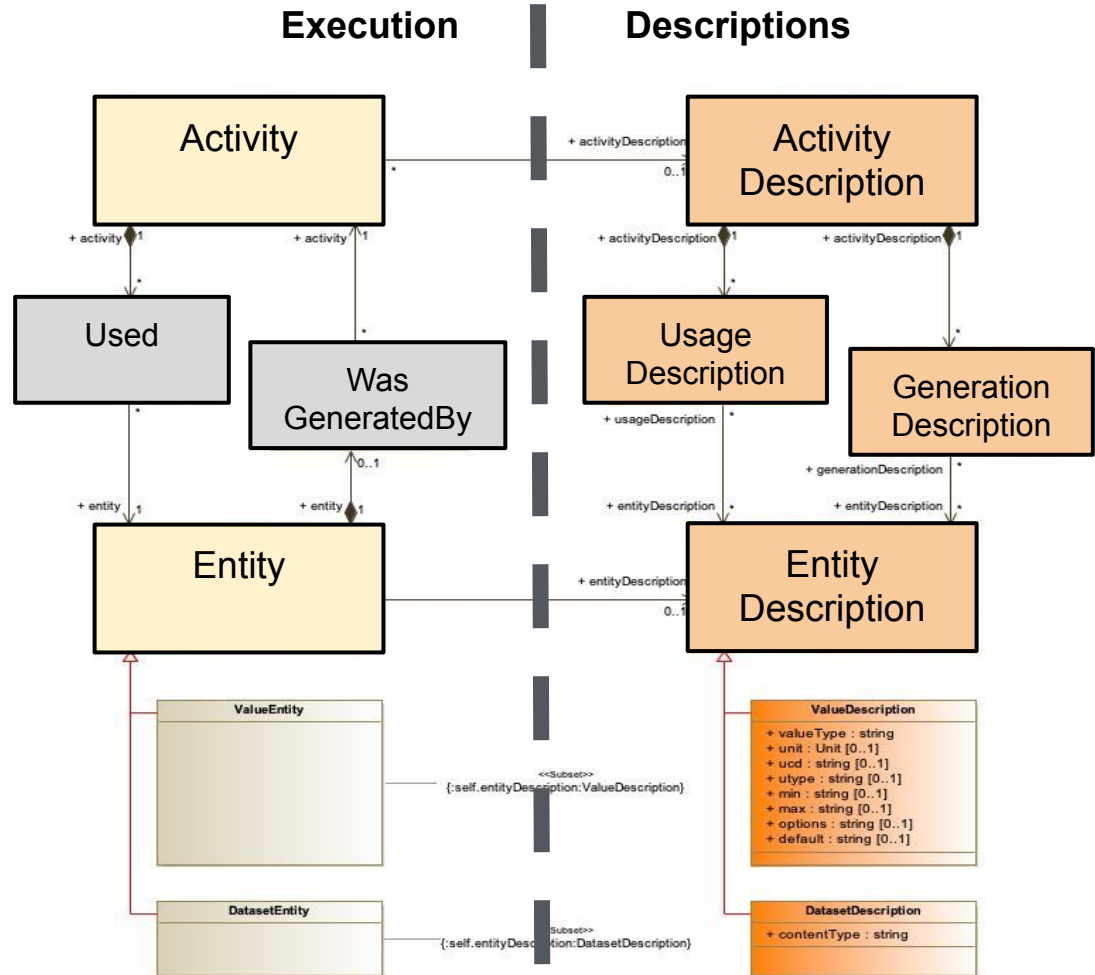 Execution
Descriptions
Activity
+ activityDescription
*
0..1
Activity
Description
+ activity
1
*
+ activity
1
*
+ activityDescription
1
*
+ activityDescription
1
*
Used
Was
GeneratedBy
Usage
Description
Generation
Description
*
+ entity
1
0..1
+ entity
1
+ usageDescription
*
+ entityDescription
*
+ generationDescription
*
+ entityDescription
*
Entity
+ entityDescription
0..1
Entity
Description
ValueEntity
<<Subset>>
{:self.entityDescription:ValueDescription}
ValueDescription
+ valueType : string
+ unit : Unit [0..1]
+ ucd : string [0..1]
+ utype : string [0..1]
+ min : string [0..1]
+ max : string [0..1]
+ options : string [0..1]
+ default : string [0..1]
DatasetEntity
Subset>>
{:self.entityDescription:DatasetDescription}
DatasetDescription
+ contentType : string